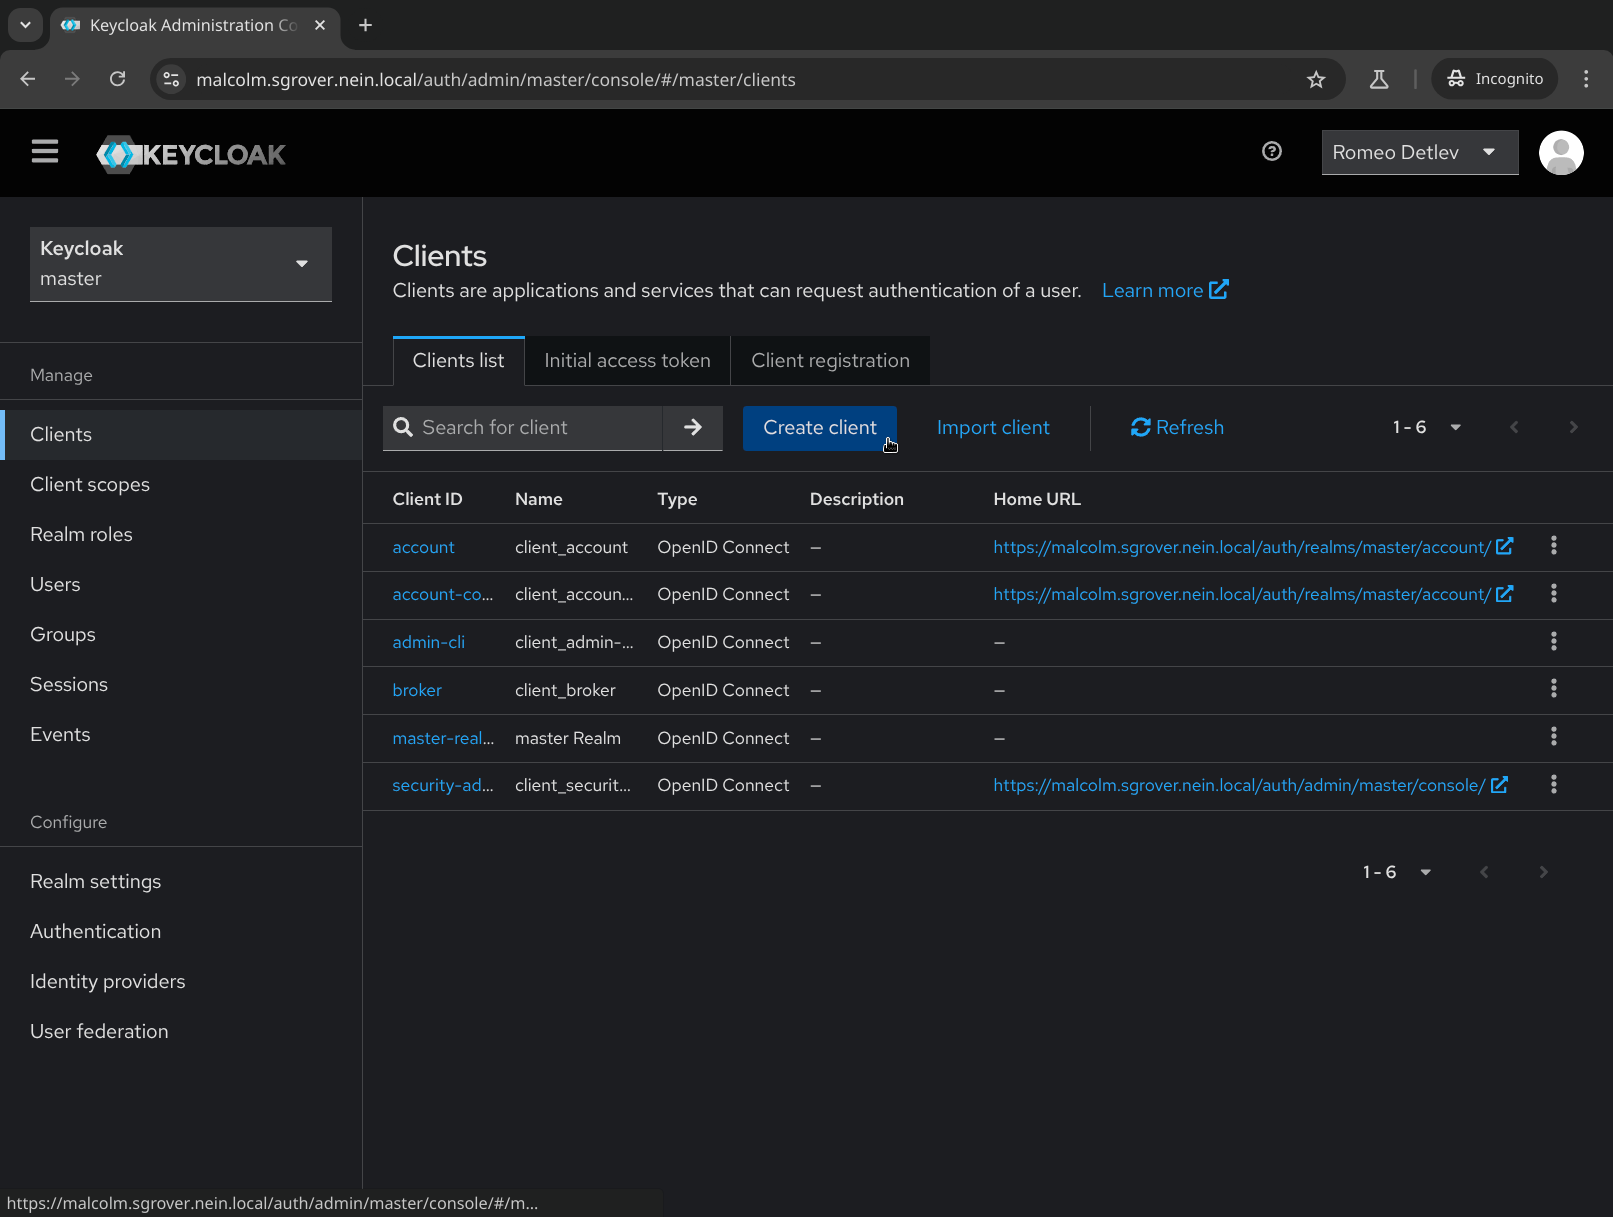 Keycloak Administration Co
malcolm.sgrover.nein.local/auth/admin/master/console/#/master/clients
Incognito
KEYCLOAK
Romeo Detlev
Keycloak
master
Manage
Clients
Client scopes
Realm roles
Users
Groups
Sessions
Events
Configure
Realm settings
Authentication
Identity providers
User federation
Clients
Clients are applications and services that can request authentication of a user. Learn more
Clients list Initial access token Client registration
Search for client Create client Import client Refresh 1 - 6
Client ID Name Type Description Home URL
account client_account OpenID Connect – https://malcolm.sgrover.nein.local/auth/realms/master/account/
account-co... client_accoun... OpenID Connect – https://malcolm.sgrover.nein.local/auth/realms/master/account/
admin-cli client_admin-... OpenID Connect – –
broker client_broker OpenID Connect – –
master-real... master Realm OpenID Connect – –
security-ad... client_securit... OpenID Connect – https://malcolm.sgrover.nein.local/auth/admin/master/console/
1 - 6
https://malcolm.sgrover.nein.local/auth/admin/master/console/#/m...